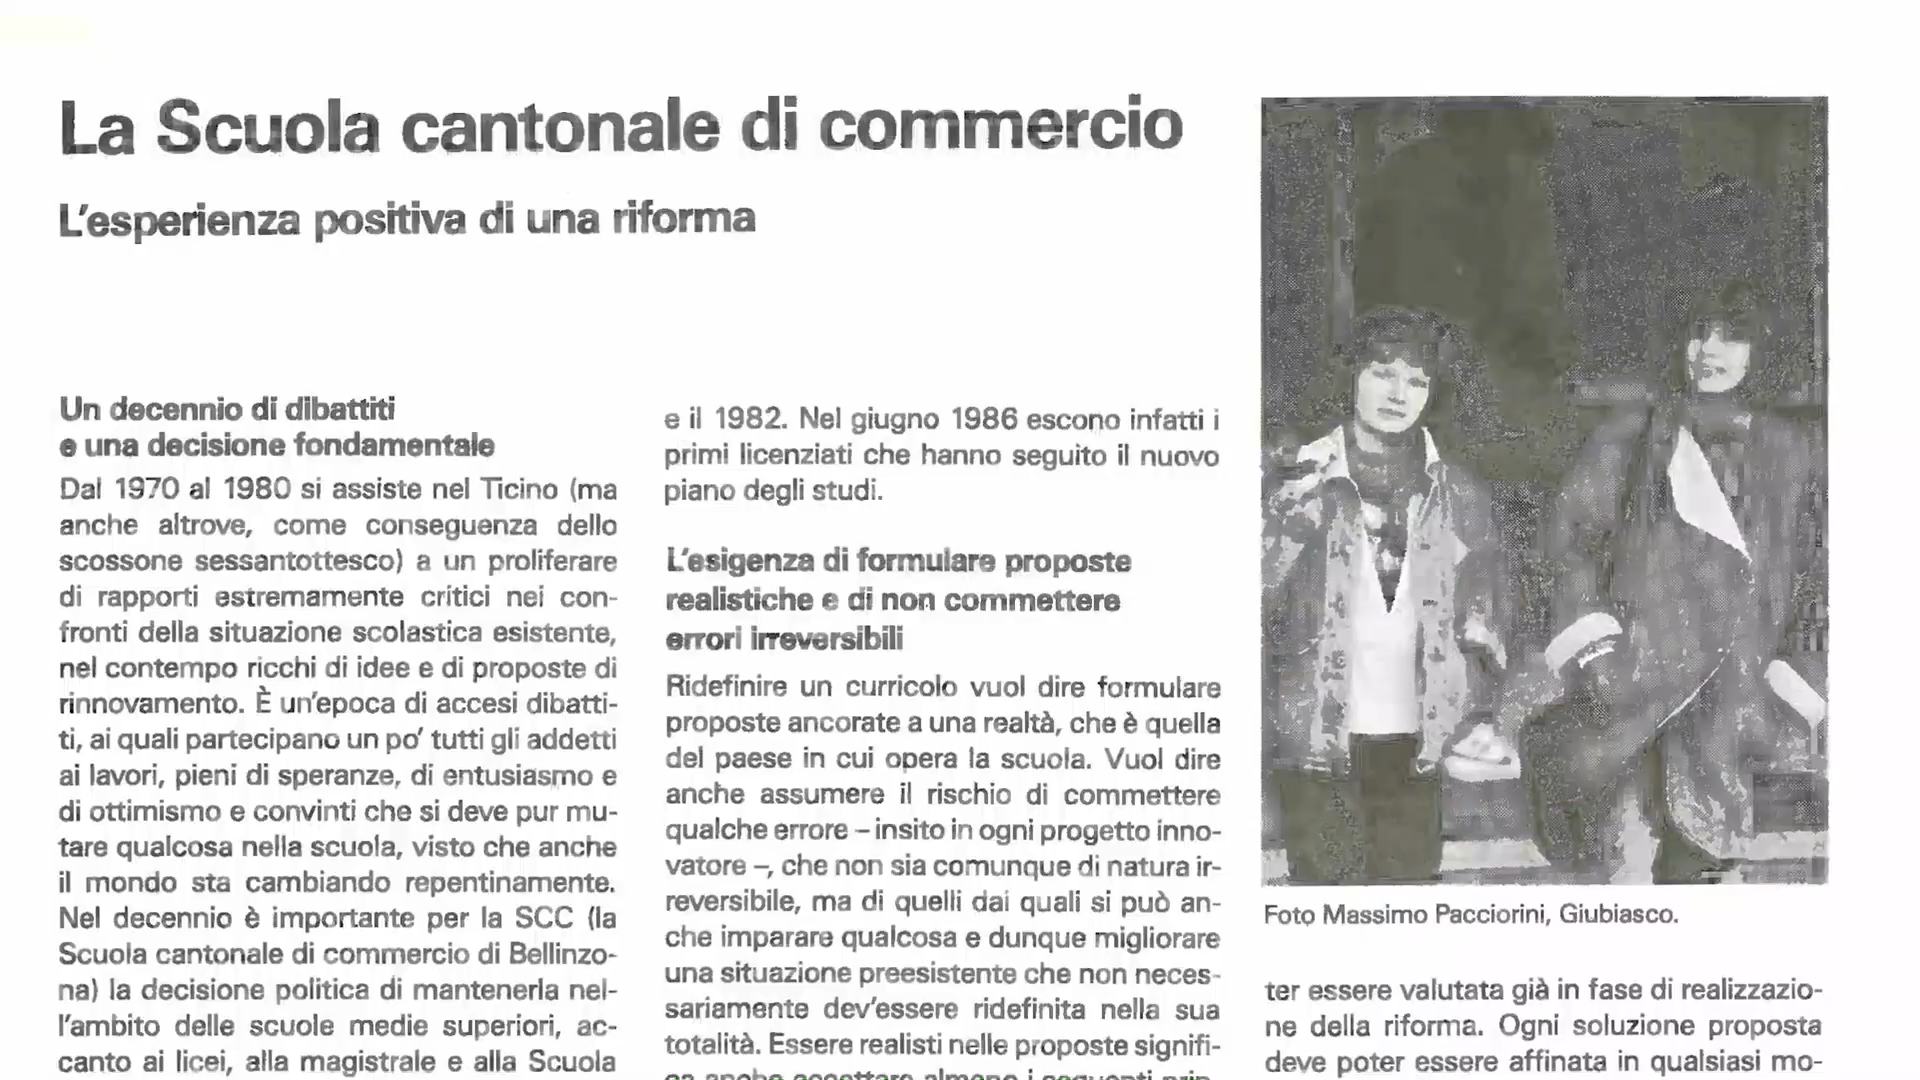 La Scuola cantonale di commercio
L'esperienza positiva di una riforma
Un decennio di dibattiti
e una decisione fondamentale
Dal 1970 al 1980 si assiste nel Ticino (ma
anche altrove, come conseguenza dello
scossone sessantottesco) a un proliferare
di rapporti estremamente critici nei con-
fronti della situazione scolastica esistente,
nel contempo ricchi di idee e di proposte di
rinnovamento. È un'epoca di accesi dibatti-
ti, ai quali partecipano un po' tutti gli addetti
ai lavori, pieni di speranze, di entusiasmo e
di ottimismo e convinti che si deve pur mu-
tare qualcosa nella scuola, visto che anche
il mondo sta cambiando repentinamente.
Nel decennio è importante per la SCC (la
Scuola cantonale di commercio di Bellinzo-
na) la decisione politica di mantenerla nel-
l'ambito delle scuole medie superiori, ac-
canto ai licei, alla magistrale e alla Scuola
e il 1982. Nel giugno 1986 escono infatti i
primi licenziati che hanno seguito il nuovo
piano degli studi.
L'esigenza di formulare proposte
realistiche e di non commettere
errori irreversibili
Ridefinire un curricolo vuol dire formulare
proposte ancorate a una realtà, che è quella
del paese in cui opera la scuola. Vuol dire
anche assumere il rischio di commettere
qualche errore – insito in ogni progetto inno-
vatore –, che non sia comunque di natura ir-
reversibile, ma di quelli dai quali si può an-
che imparare qualcosa e dunque migliorare
una situazione preesistente che non neces-
sariamente dev'essere ridefinita nella sua
totalità. Essere realisti nelle proposte signifi-
ca anche accettare almeno i seguenti prin-
Foto Massimo Pacciorini, Giubiasco.
ter essere valutata già in fase di realizzazio-
ne della riforma. Ogni soluzione proposta
deve poter essere affinata in qualsiasi mo-